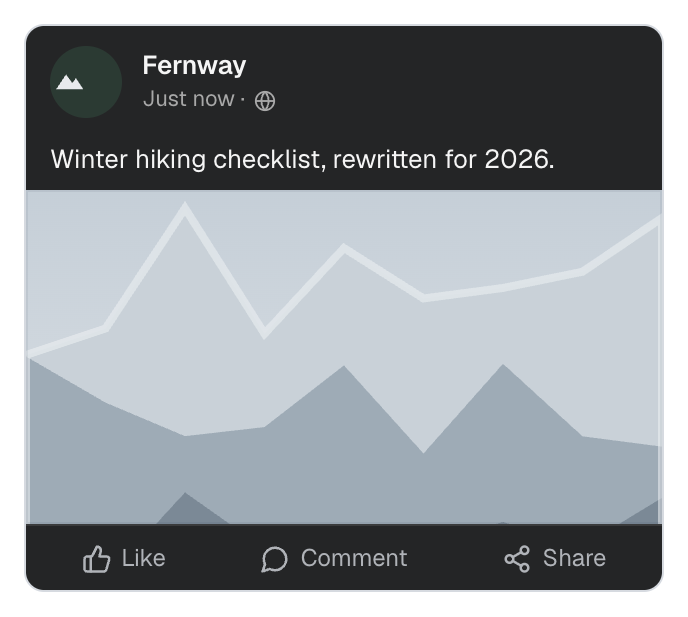 Fernway
Just now ·
Winter hiking checklist, rewritten for 2026.
Like
Comment
Share